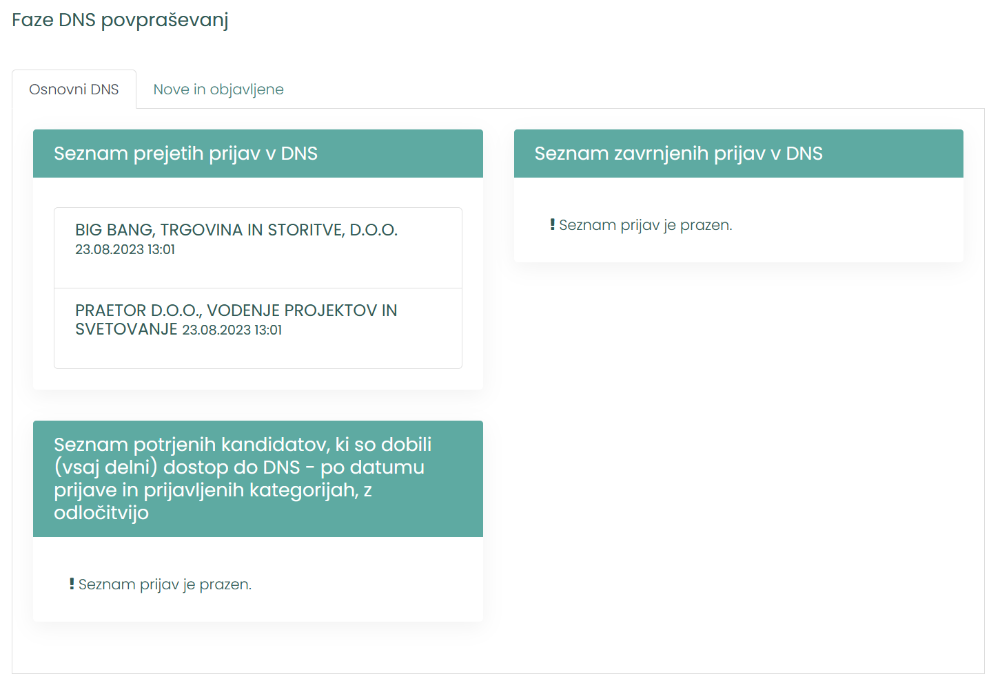 Faze DNS povpraševanj
Osnovni DNS
Nove in objavljene
Seznam prejetih prijav v DNS
BIG BANG, TRGOVINA IN STORITVE, D.O.O.
23.08.2023 13:01
PRAETOR D.O.O., VODENJE PROJEKTOV IN
SVETOVANJE 23.08.2023 13:01
Seznam zavrnjenih prijav v DNS
! Seznam prijav je prazen.
Seznam potrjenih kandidatov, ki so dobili
(vsaj delni) dostop do DNS - po datumu
prijave in prijavljenih kategorijah, z
odločitvijo
! Seznam prijav je prazen.